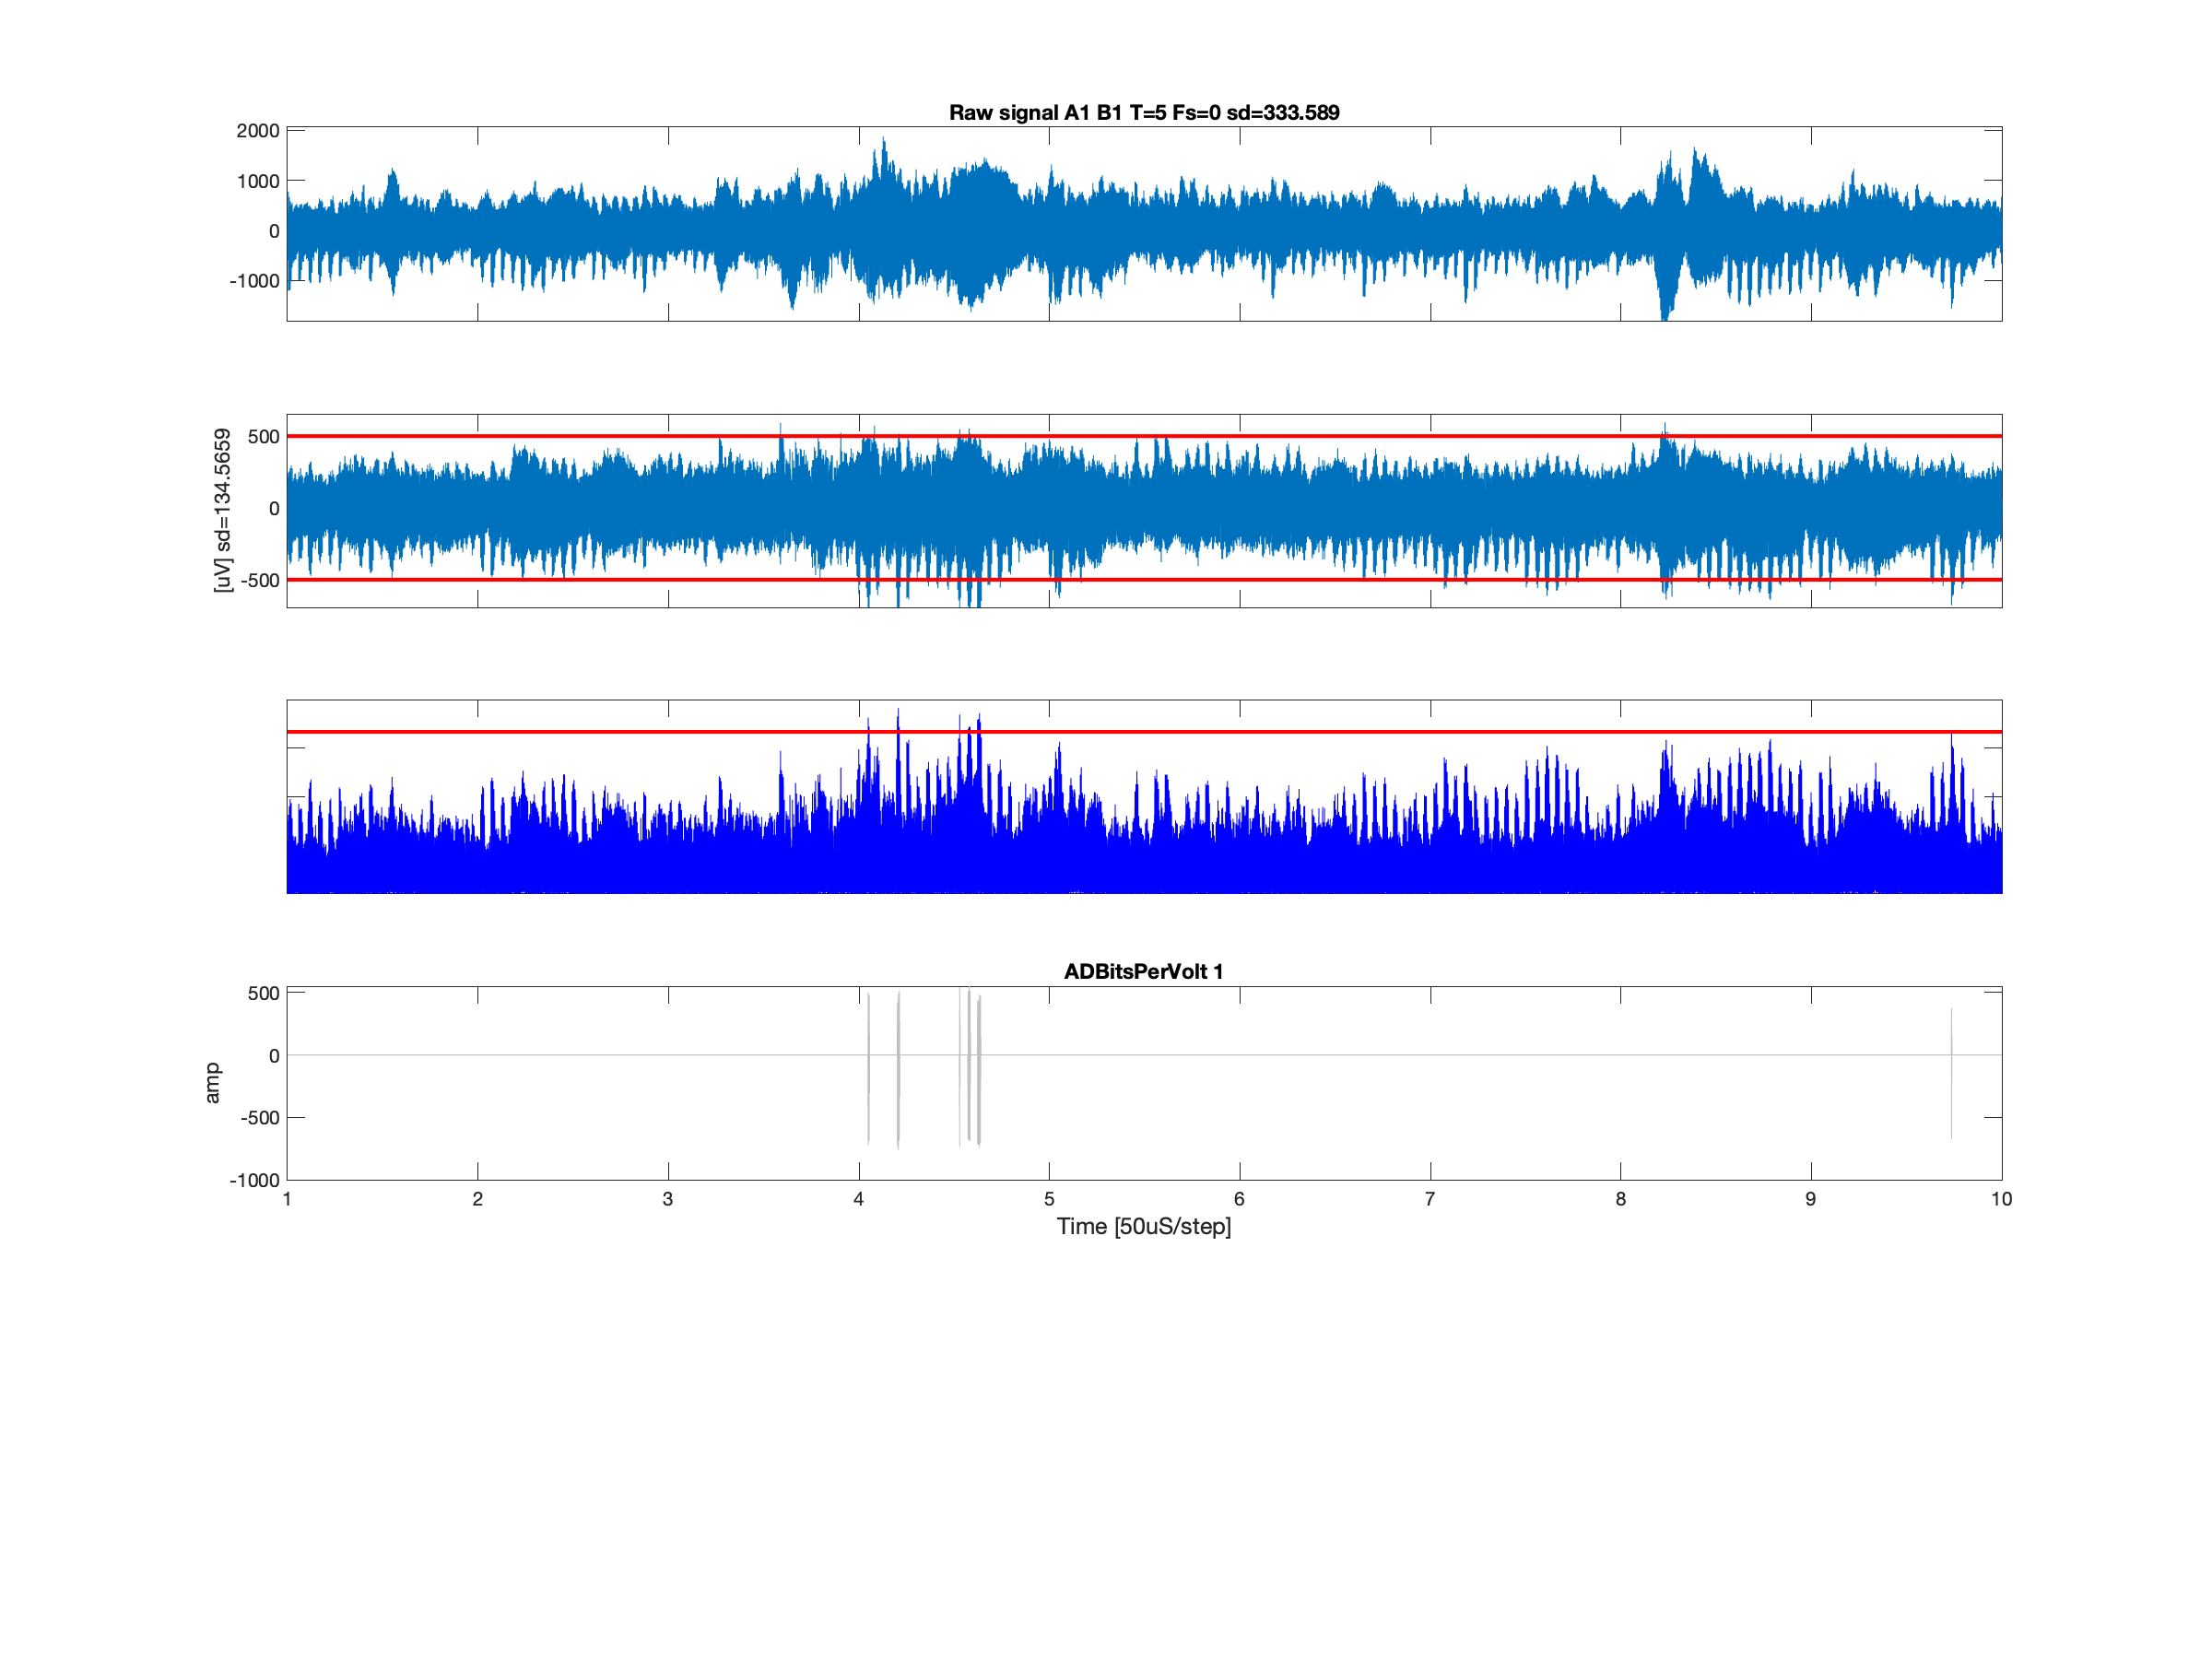 Raw signal A1 B1 T=5 Fs=0 sd=333.589
2000
1000
0
-1000
[uV] sd=134.5659
500
0
-500
ADBitsPerVolt 1
amp
500
0
-500
-1000
1 2 3 4 5 6 7 8 9 10
Time [50uS/step]